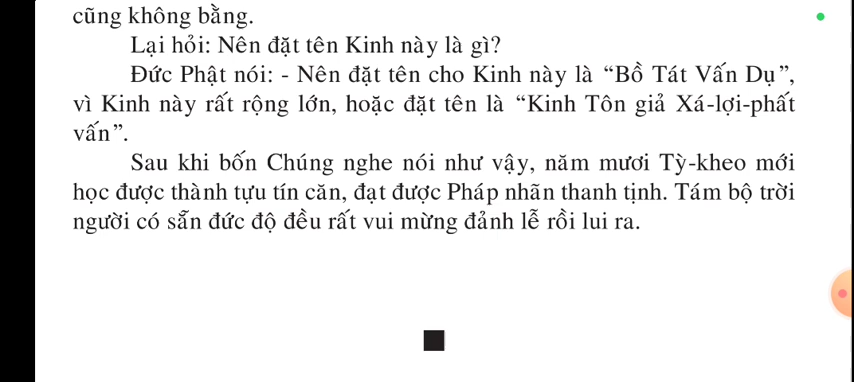 cũng không bằng.
Lại hỏi: Nên đặt tên Kinh này là gì?
Đức Phật nói: - Nên đặt tên cho Kinh này là “Bồ Tát Vấn Dụ”,
vì Kinh này rất rộng lớn, hoặc đặt tên là “Kinh Tôn giả Xá-lợi-phất
vấn”.
Sau khi bốn Chúng nghe nói như vậy, năm mươi Tỳ-kheo mới
học được thành tựu tín căn, đạt được Pháp nhãn thanh tịnh. Tám bộ trời
người có sẵn đức độ đều rất vui mừng đảnh lễ rồi lui ra.